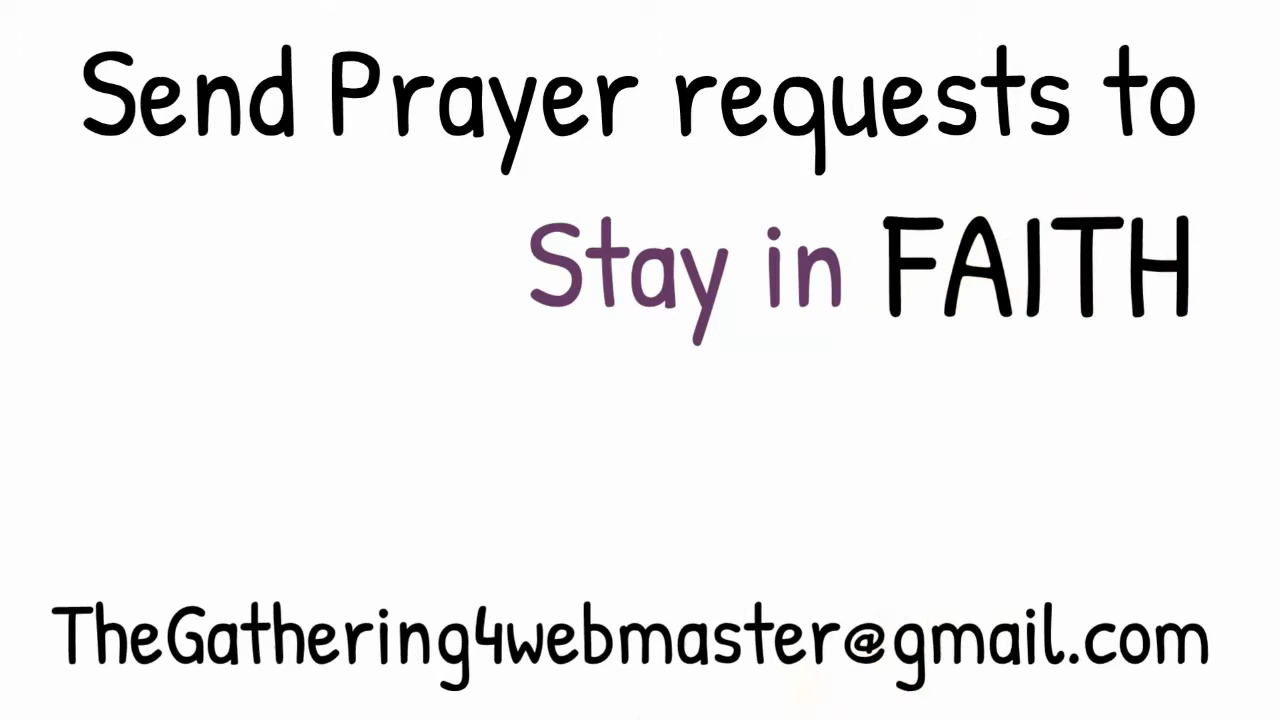 Send Prayer requests to
Stay in FAITH
TheGathering4webmaster@gmail.com